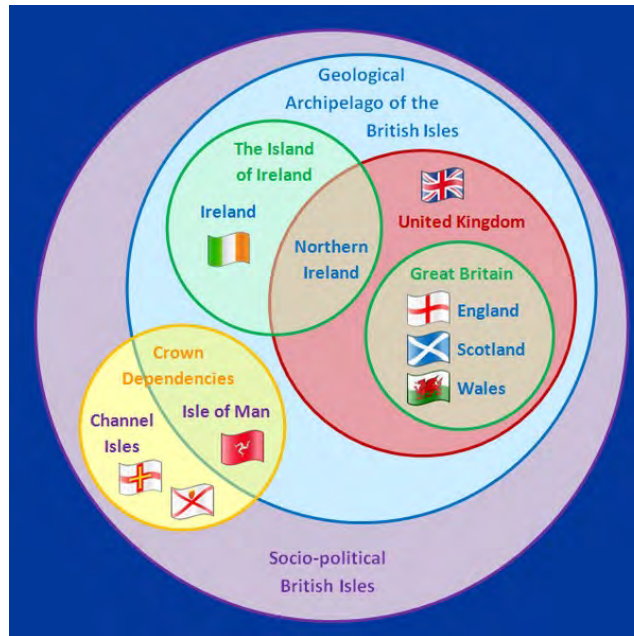 Geological
Archipelago of the
British Isles
The Island
of Ireland
Ireland
United Kingdom
Northern
Ireland
Great Britain
England
Scotland
Wales
Crown
Dependencies
Isle of Man
Channel
Isles
Socio-political
British Isles